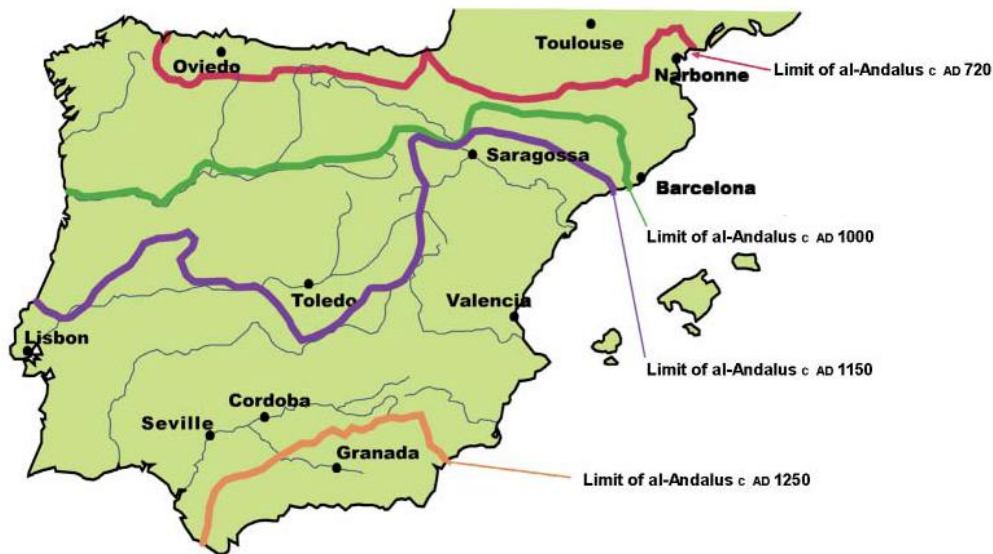 Toulouse
Oviedo
Narbonne
Limit of al-Andalus c AD 720
Saragossa
Barcelona
Limit of al-Andalus c AD 1000
Toledo
Valencia
Lisbon
Limit of al-Andalus c AD 1150
Cordoba
Seville
Granada
Limit of al-Andalus c AD 1250